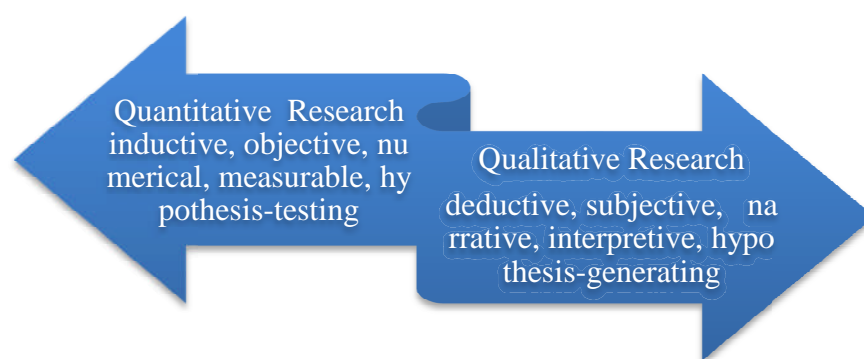 Quantitative Research
inductive, objective, nu
merical, measurable, hy
pothesis-testing
Qualitative Research
deductive, subjective, na
rrative, interpretive, hypo
thesis-generating